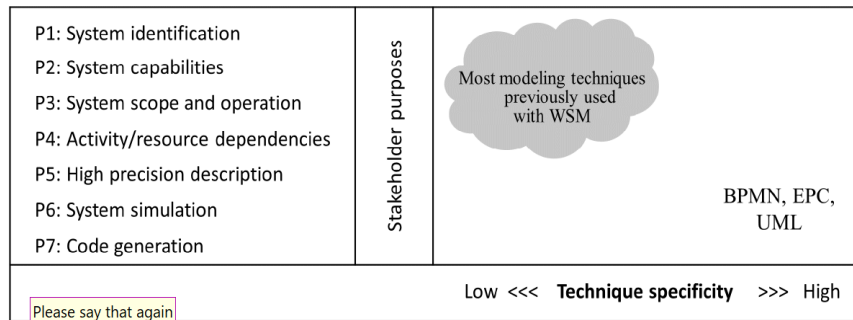 P1: System identification
P2: System capabilities
P3: System scope and operation
P4: Activity/resource dependencies
P5: High precision description
P6: System simulation
P7: Code generation
Stakeholder purposes
Most modeling techniques
previously used
with WSM
BPMN, EPC,
UML
Low <<< Technique specificity >>> High
Please say that again